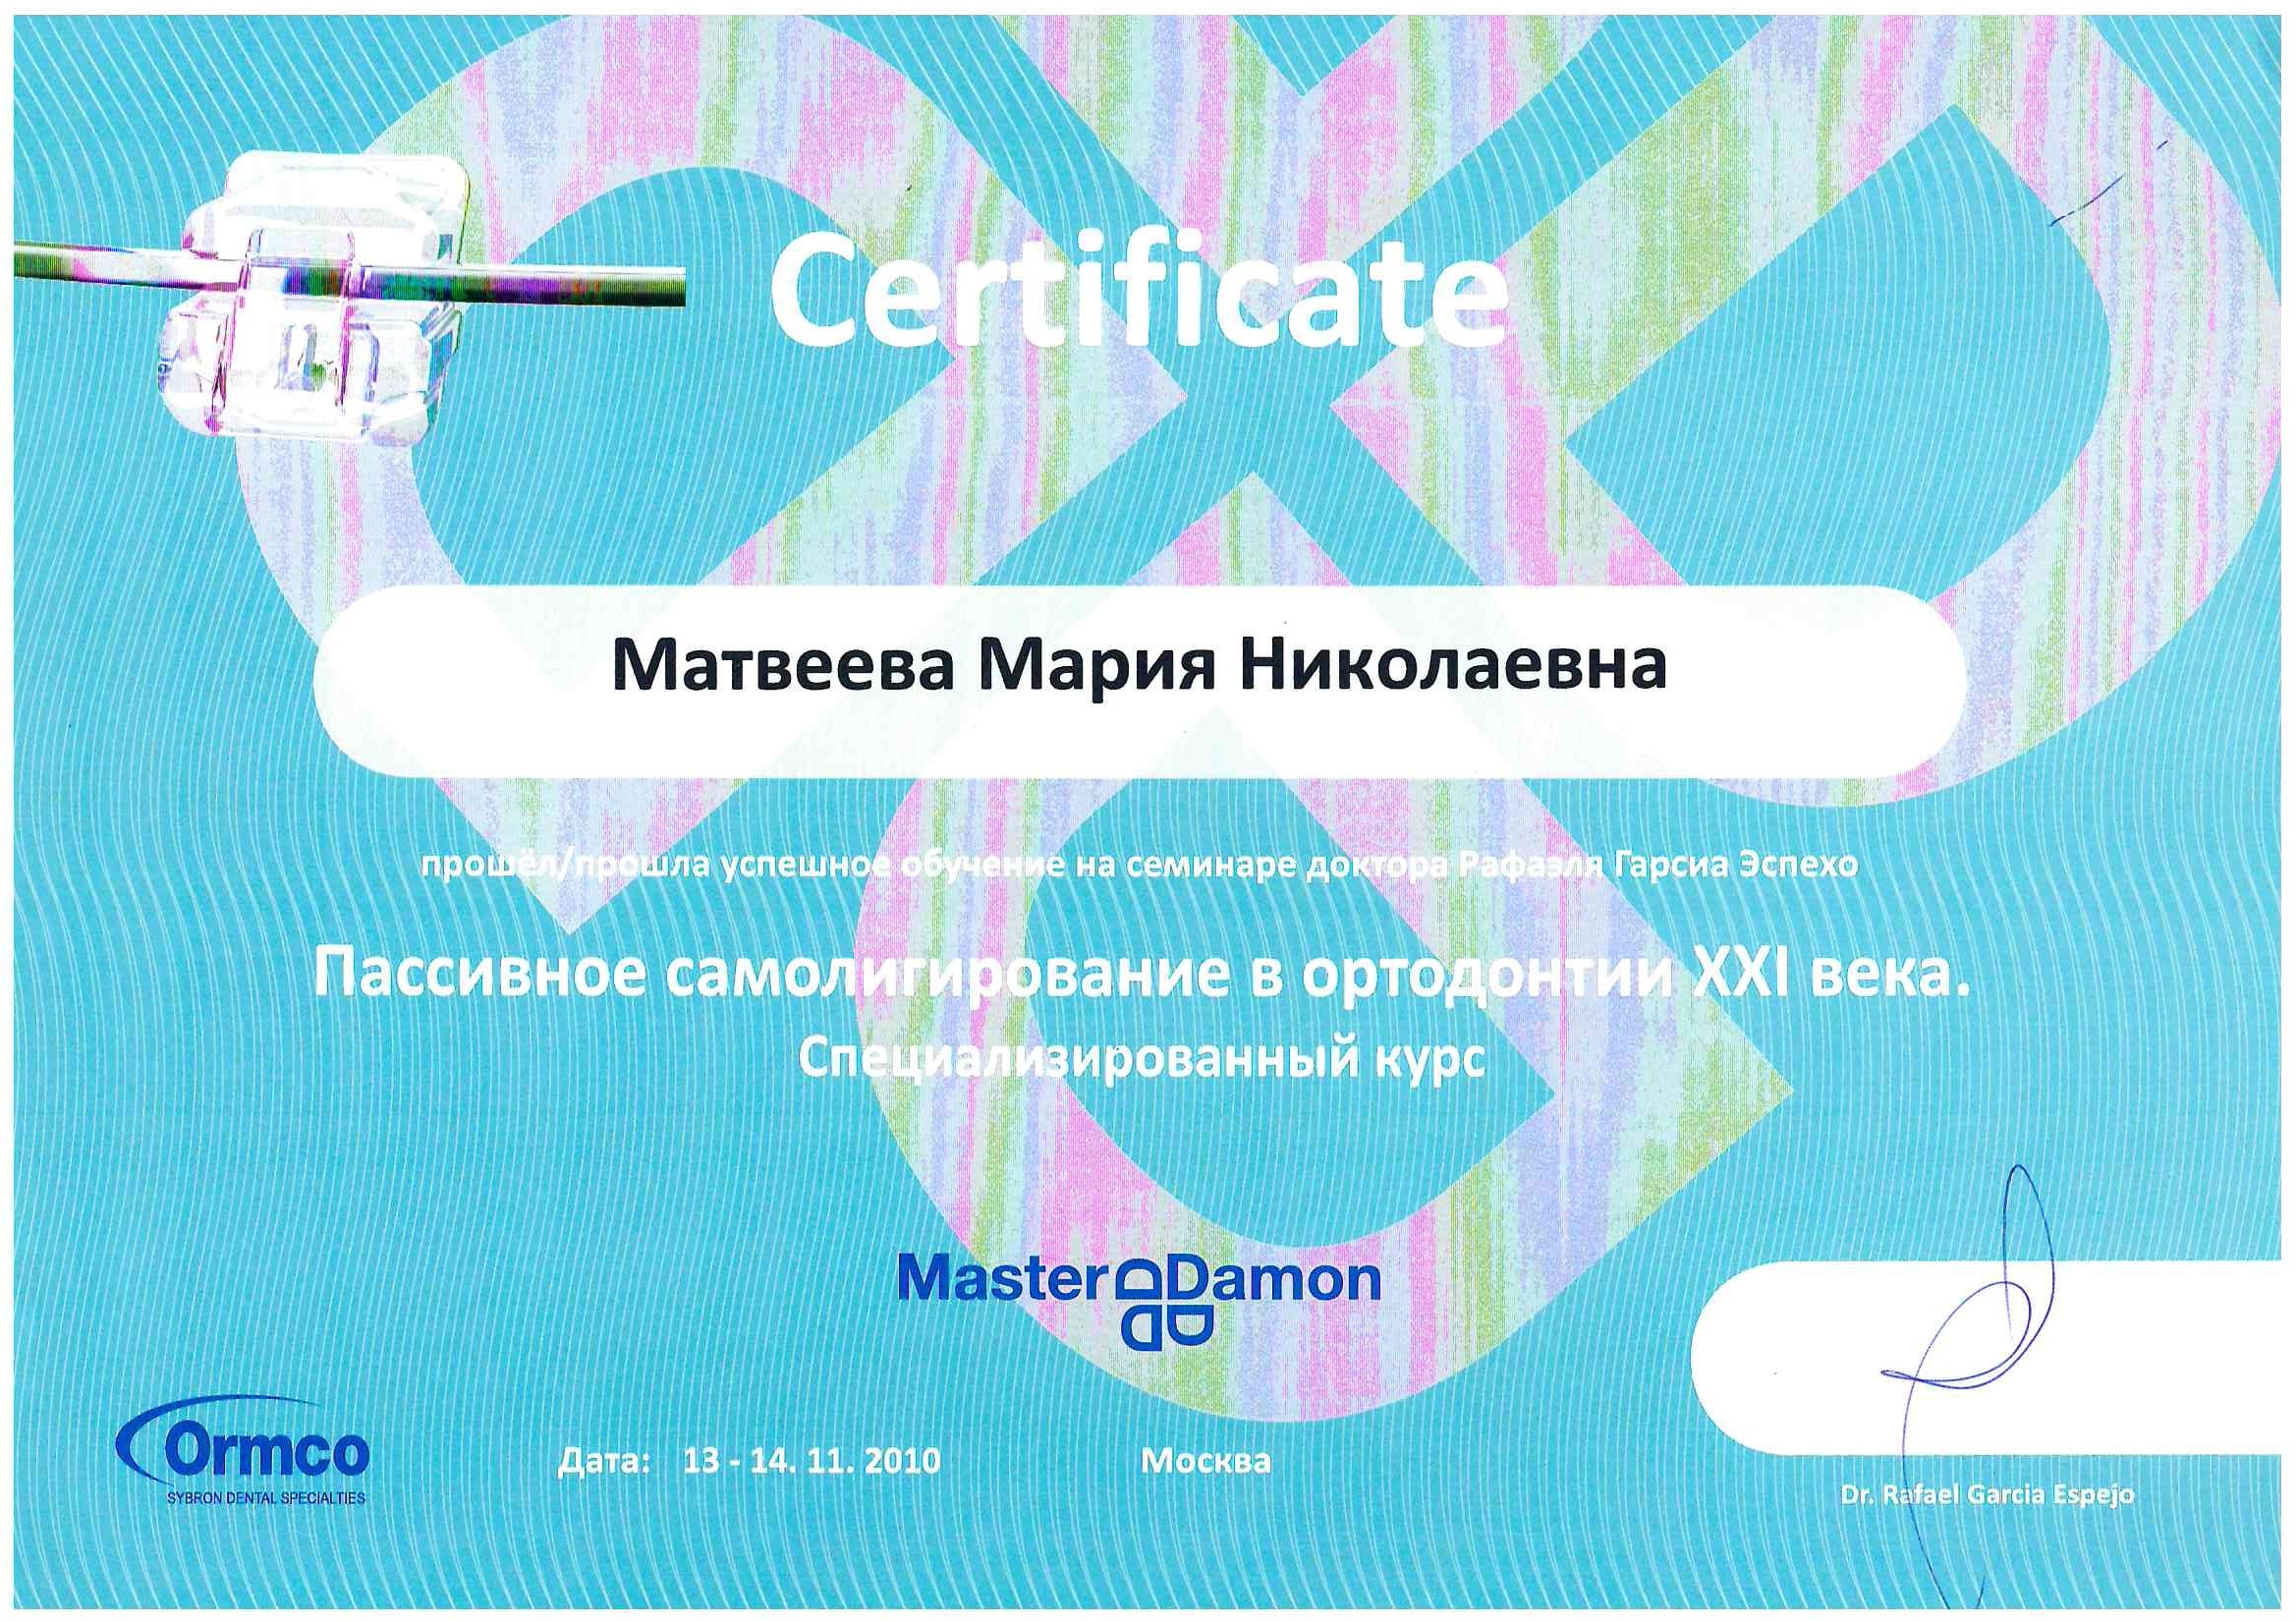 Certificate
Матвеева Мария Николаевна
прошёл/прошла успешное обучение на семинаре доктора Рафаэля Гарсиа Эспехо
Пассивное самолигирование в ортодонтии XXI века.
Специализированный курс
Master Damon
Ormco
SYBRON DENTAL SPECIALTIES
Дата: 13 - 14. 11. 2010
Москва
Dr. Rafael Garcia Espejo